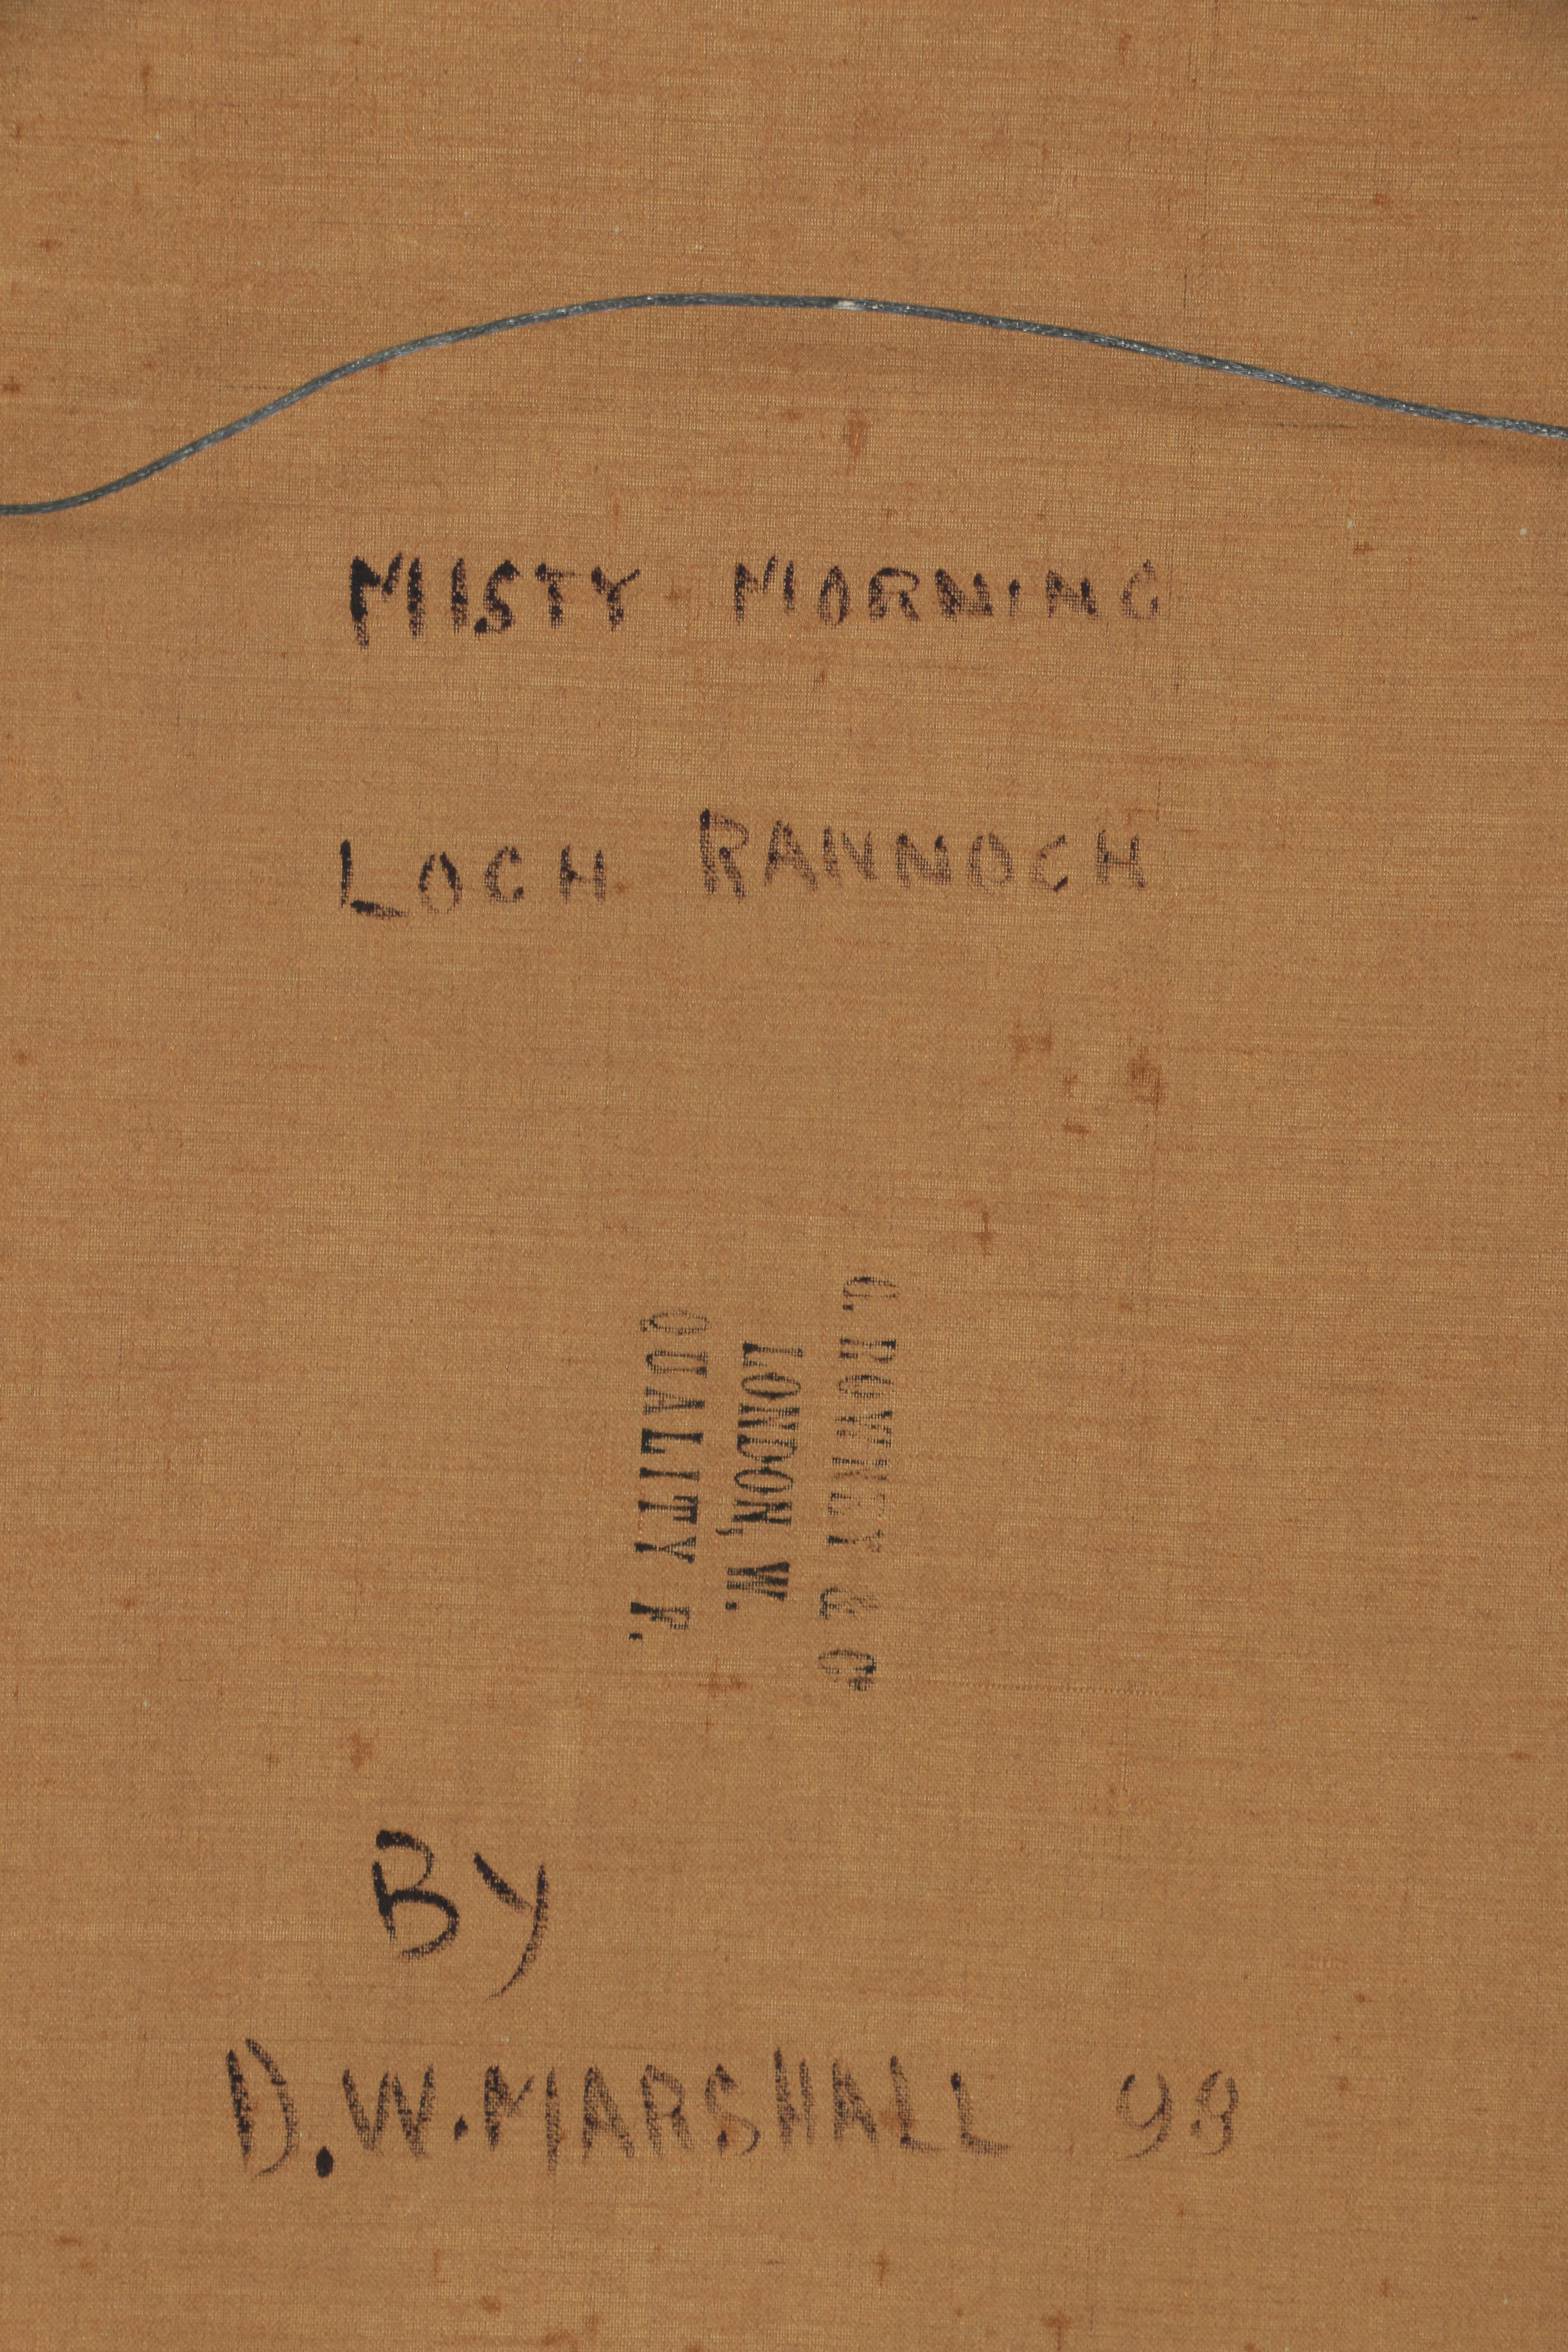 MISTY MORNING
LOCH RANNOCH
G. ROWNEY & Co
LONDON, W.
QUALITY F.
By
D.W.MARSHALL 98